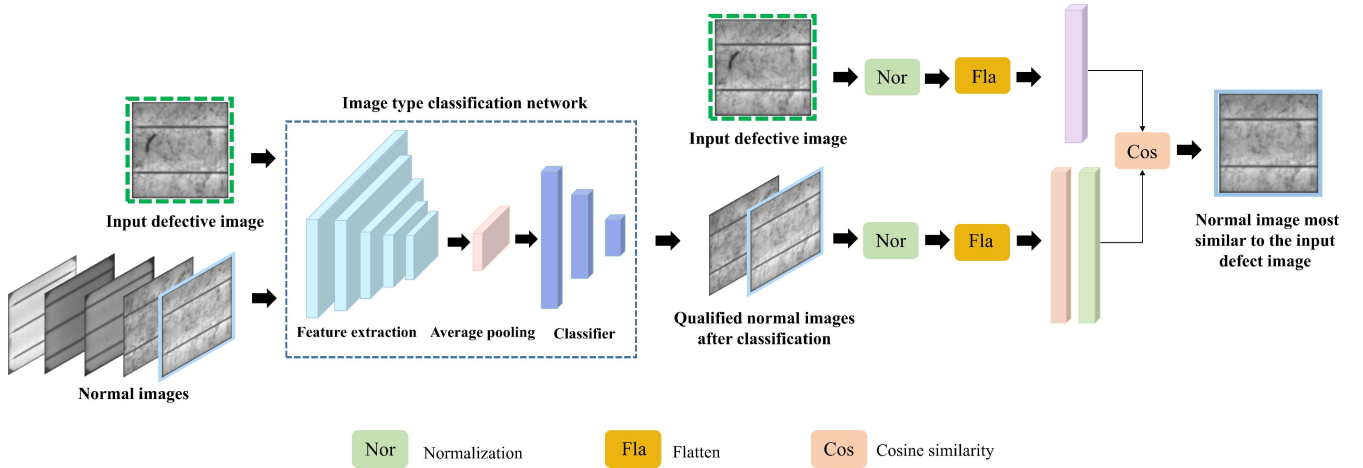 Image type classification network
Input defective image
Normal images
Feature extraction
Average pooling
Classifier
Input defective image
Nor
Fla
Qualified normal images
after classification
Nor
Fla
Cos
Normal image most
similar to the input
defect image
Nor
Normalization
Fla
Flatten
Cos
Cosine similarity